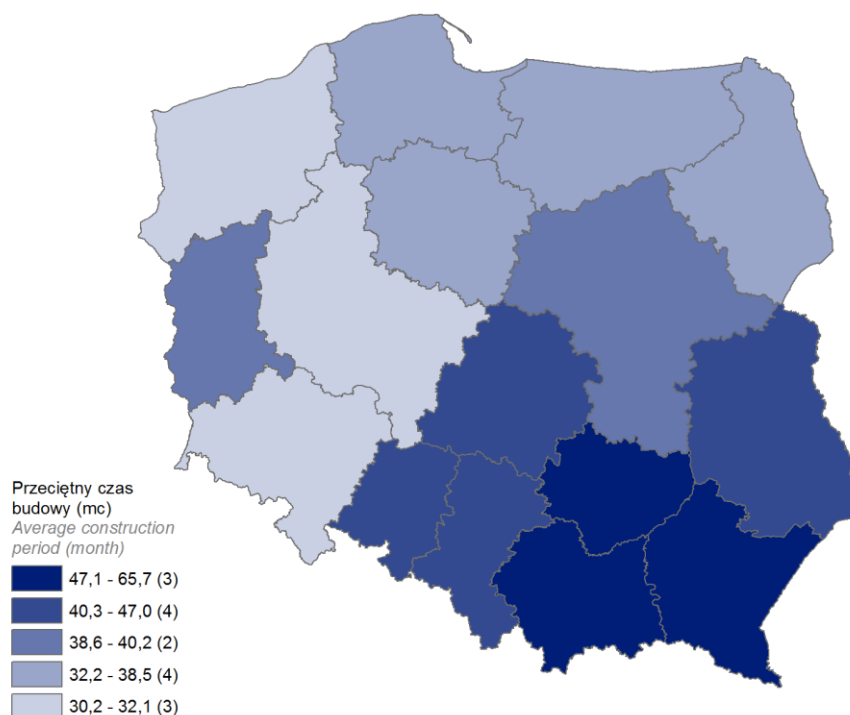 Przeciętny czas
budowy (mc)
Average construction
period (month)
47,1 - 65,7 (3)
40,3 - 47,0 (4)
38,6 - 40,2 (2)
32,2 - 38,5 (4)
30,2 - 32,1 (3)